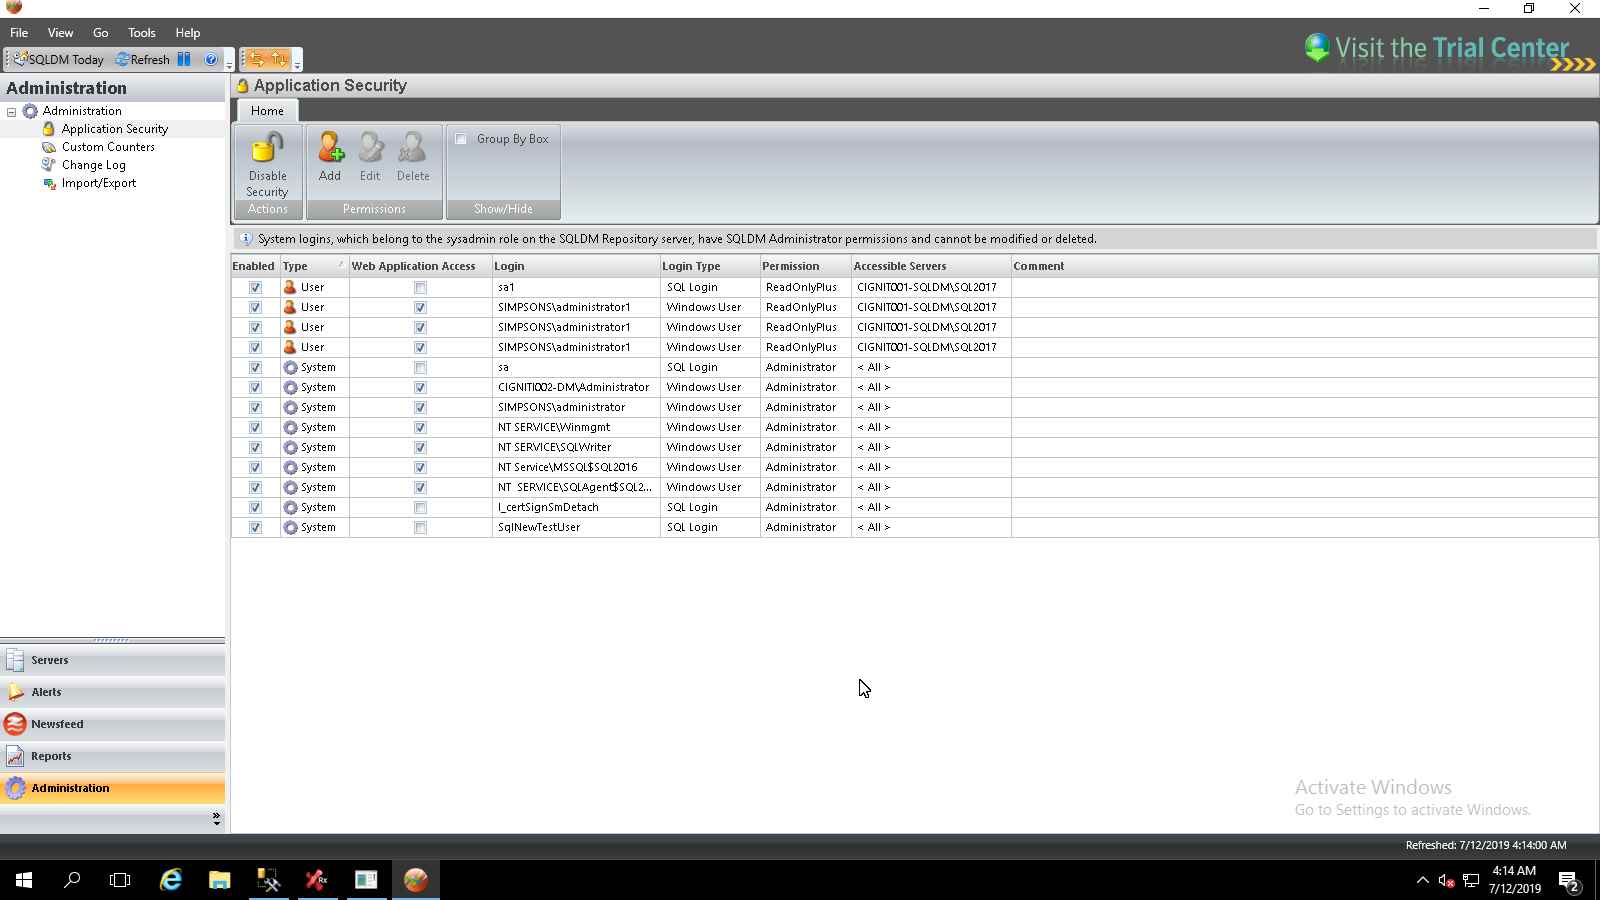 File View Go Tools Help
SQLDM Today Refresh
Visit the Trial Center
Administration
Administration
Application Security
Custom Counters
Change Log
Import/Export
Application Security
Home
Disable Security
Add Edit Delete
Group By Box
Actions Permissions Show/Hide
System logins, which belong to the sysadmin role on the SQLDM Repository server, have SQLDM Administrator permissions and cannot be modified or deleted.
Enabled Type Web Application Access Login Login Type Permission Accessible Servers Comment
User sa1 SQL Login ReadOnlyPlus CIGNITI001-SQLDM\SQL2017
User SIMPSONS\administrator1 Windows User ReadOnlyPlus CIGNITI001-SQLDM\SQL2017
User SIMPSONS\administrator1 Windows User ReadOnlyPlus CIGNITI001-SQLDM\SQL2017
User SIMPSONS\administrator1 Windows User ReadOnlyPlus CIGNITI001-SQLDM\SQL2017
System sa SQL Login Administrator < All >
System CIGNITI002-DM\Administrator Windows User Administrator < All >
System SIMPSONS\administrator Windows User Administrator < All >
System NT SERVICE\Winmgmt Windows User Administrator < All >
System NT SERVICE\SQLWriter Windows User Administrator < All >
System NT Service\MSSQL$SQL2016 Windows User Administrator < All >
System NT SERVICE\SQLAgent$SQL2... Windows User Administrator < All >
System l_certSignSmDetach SQL Login Administrator < All >
System SqlNewTestUser SQL Login Administrator < All >
Servers
Alerts
Newsfeed
Reports
Administration
Activate Windows
Go to Settings to activate Windows.
Refreshed: 7/12/2019 4:14:00 AM
4:14 AM
7/12/2019
2